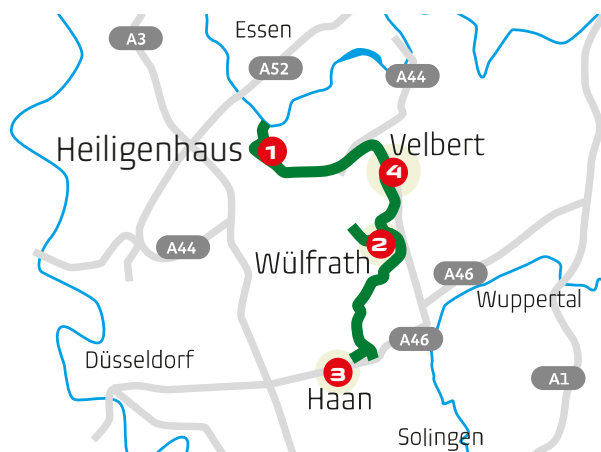 Essen
A3
A52
A44
Heiligenhaus
1
Velbert
4
A44
2
Wülfrath
A46
Wuppertal
A46
Düsseldorf
3
A1
Haan
Solingen